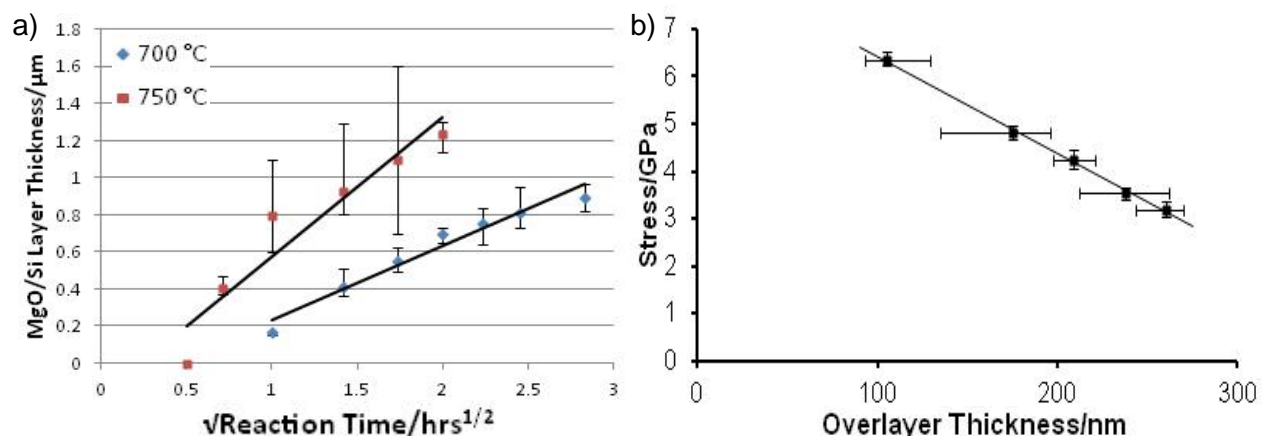 a)
MgO/Si Layer Thickness/µm
1.8
1.6
1.4
1.2
1
0.8
0.6
0.4
0.2
0
700 °C
750 °C
0 0.5 1 1.5 2 2.5 3
√Reaction Time/hrs1/2
b)
Stress/GPa
7
6
5
4
3
2
1
0
0 100 200 300
Overlayer Thickness/nm